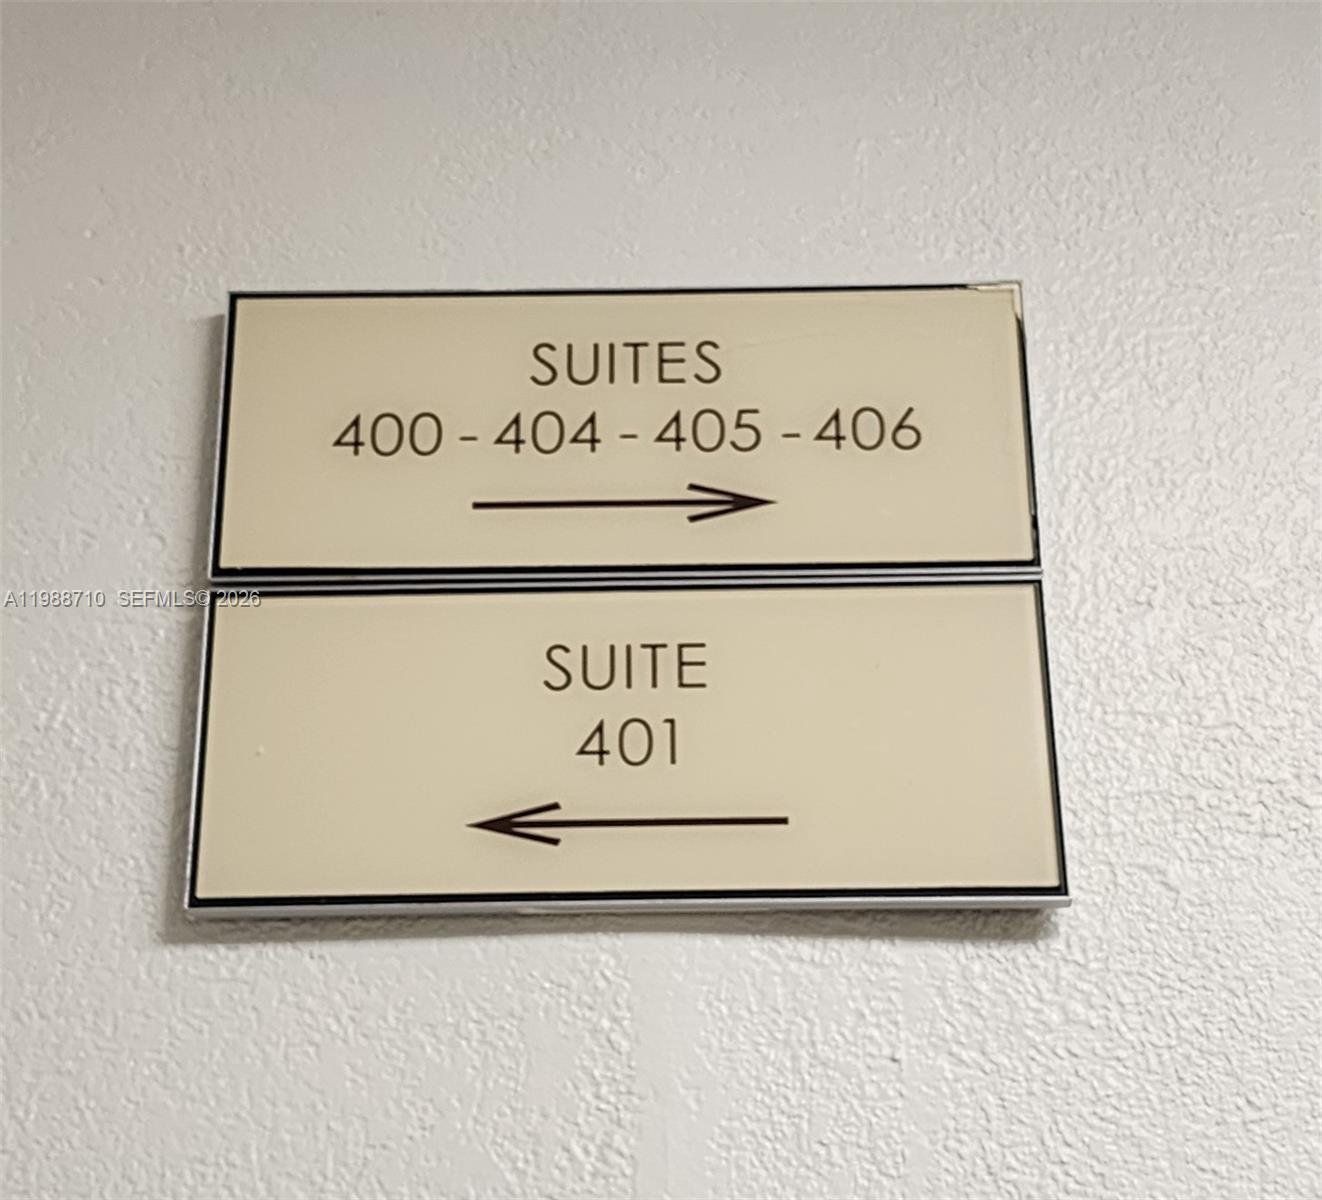 SUITES
400 - 404 - 405 - 406
A11988710 SEFMLS© 2026
SUITE
401